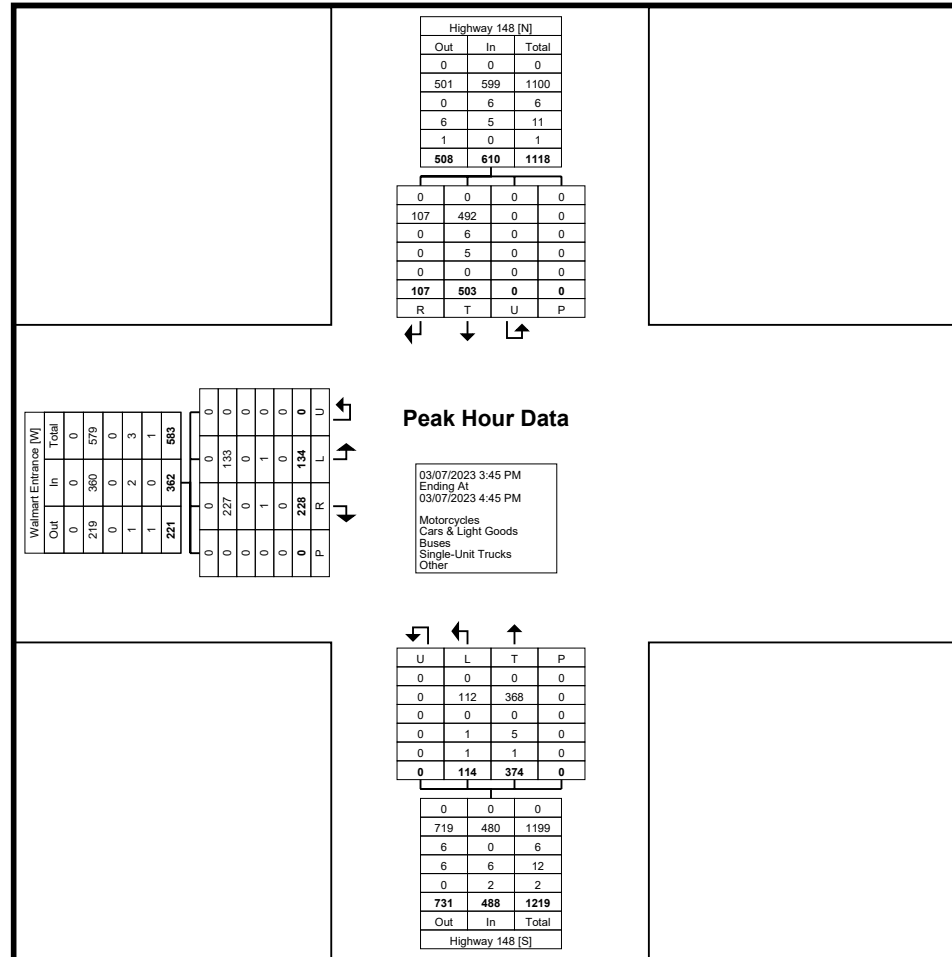 Highway 148 [N]
Out In Total
0 0 0
501 599 1100
0 6 6
6 5 11
1 0 1
508 610 1118
0 0 0 0
107 492 0 0
0 6 0 0
0 5 0 0
0 0 0 0
107 503 0 0
R T U P
Walmart Entrance [W]
Out In Total
0 0 0
219 360 579
0 0 0
1 2 3
1 0 1
221 362 583
0 0 0 0
0 227 133 0
0 0 0 0
0 1 1 0
0 0 0 0
0 228 134 0
P R L U
Peak Hour Data
03/07/2023 3:45 PM
Ending At
03/07/2023 4:45 PM
Motorcycles
Cars & Light Goods
Buses
Single-Unit Trucks
Other
U L T P
0 0 0 0
0 112 368 0
0 0 0 0
0 1 5 0
0 1 1 0
0 114 374 0
0 0 0
719 480 1199
6 0 6
6 6 12
0 2 2
731 488 1219
Out In Total
Highway 148 [S]